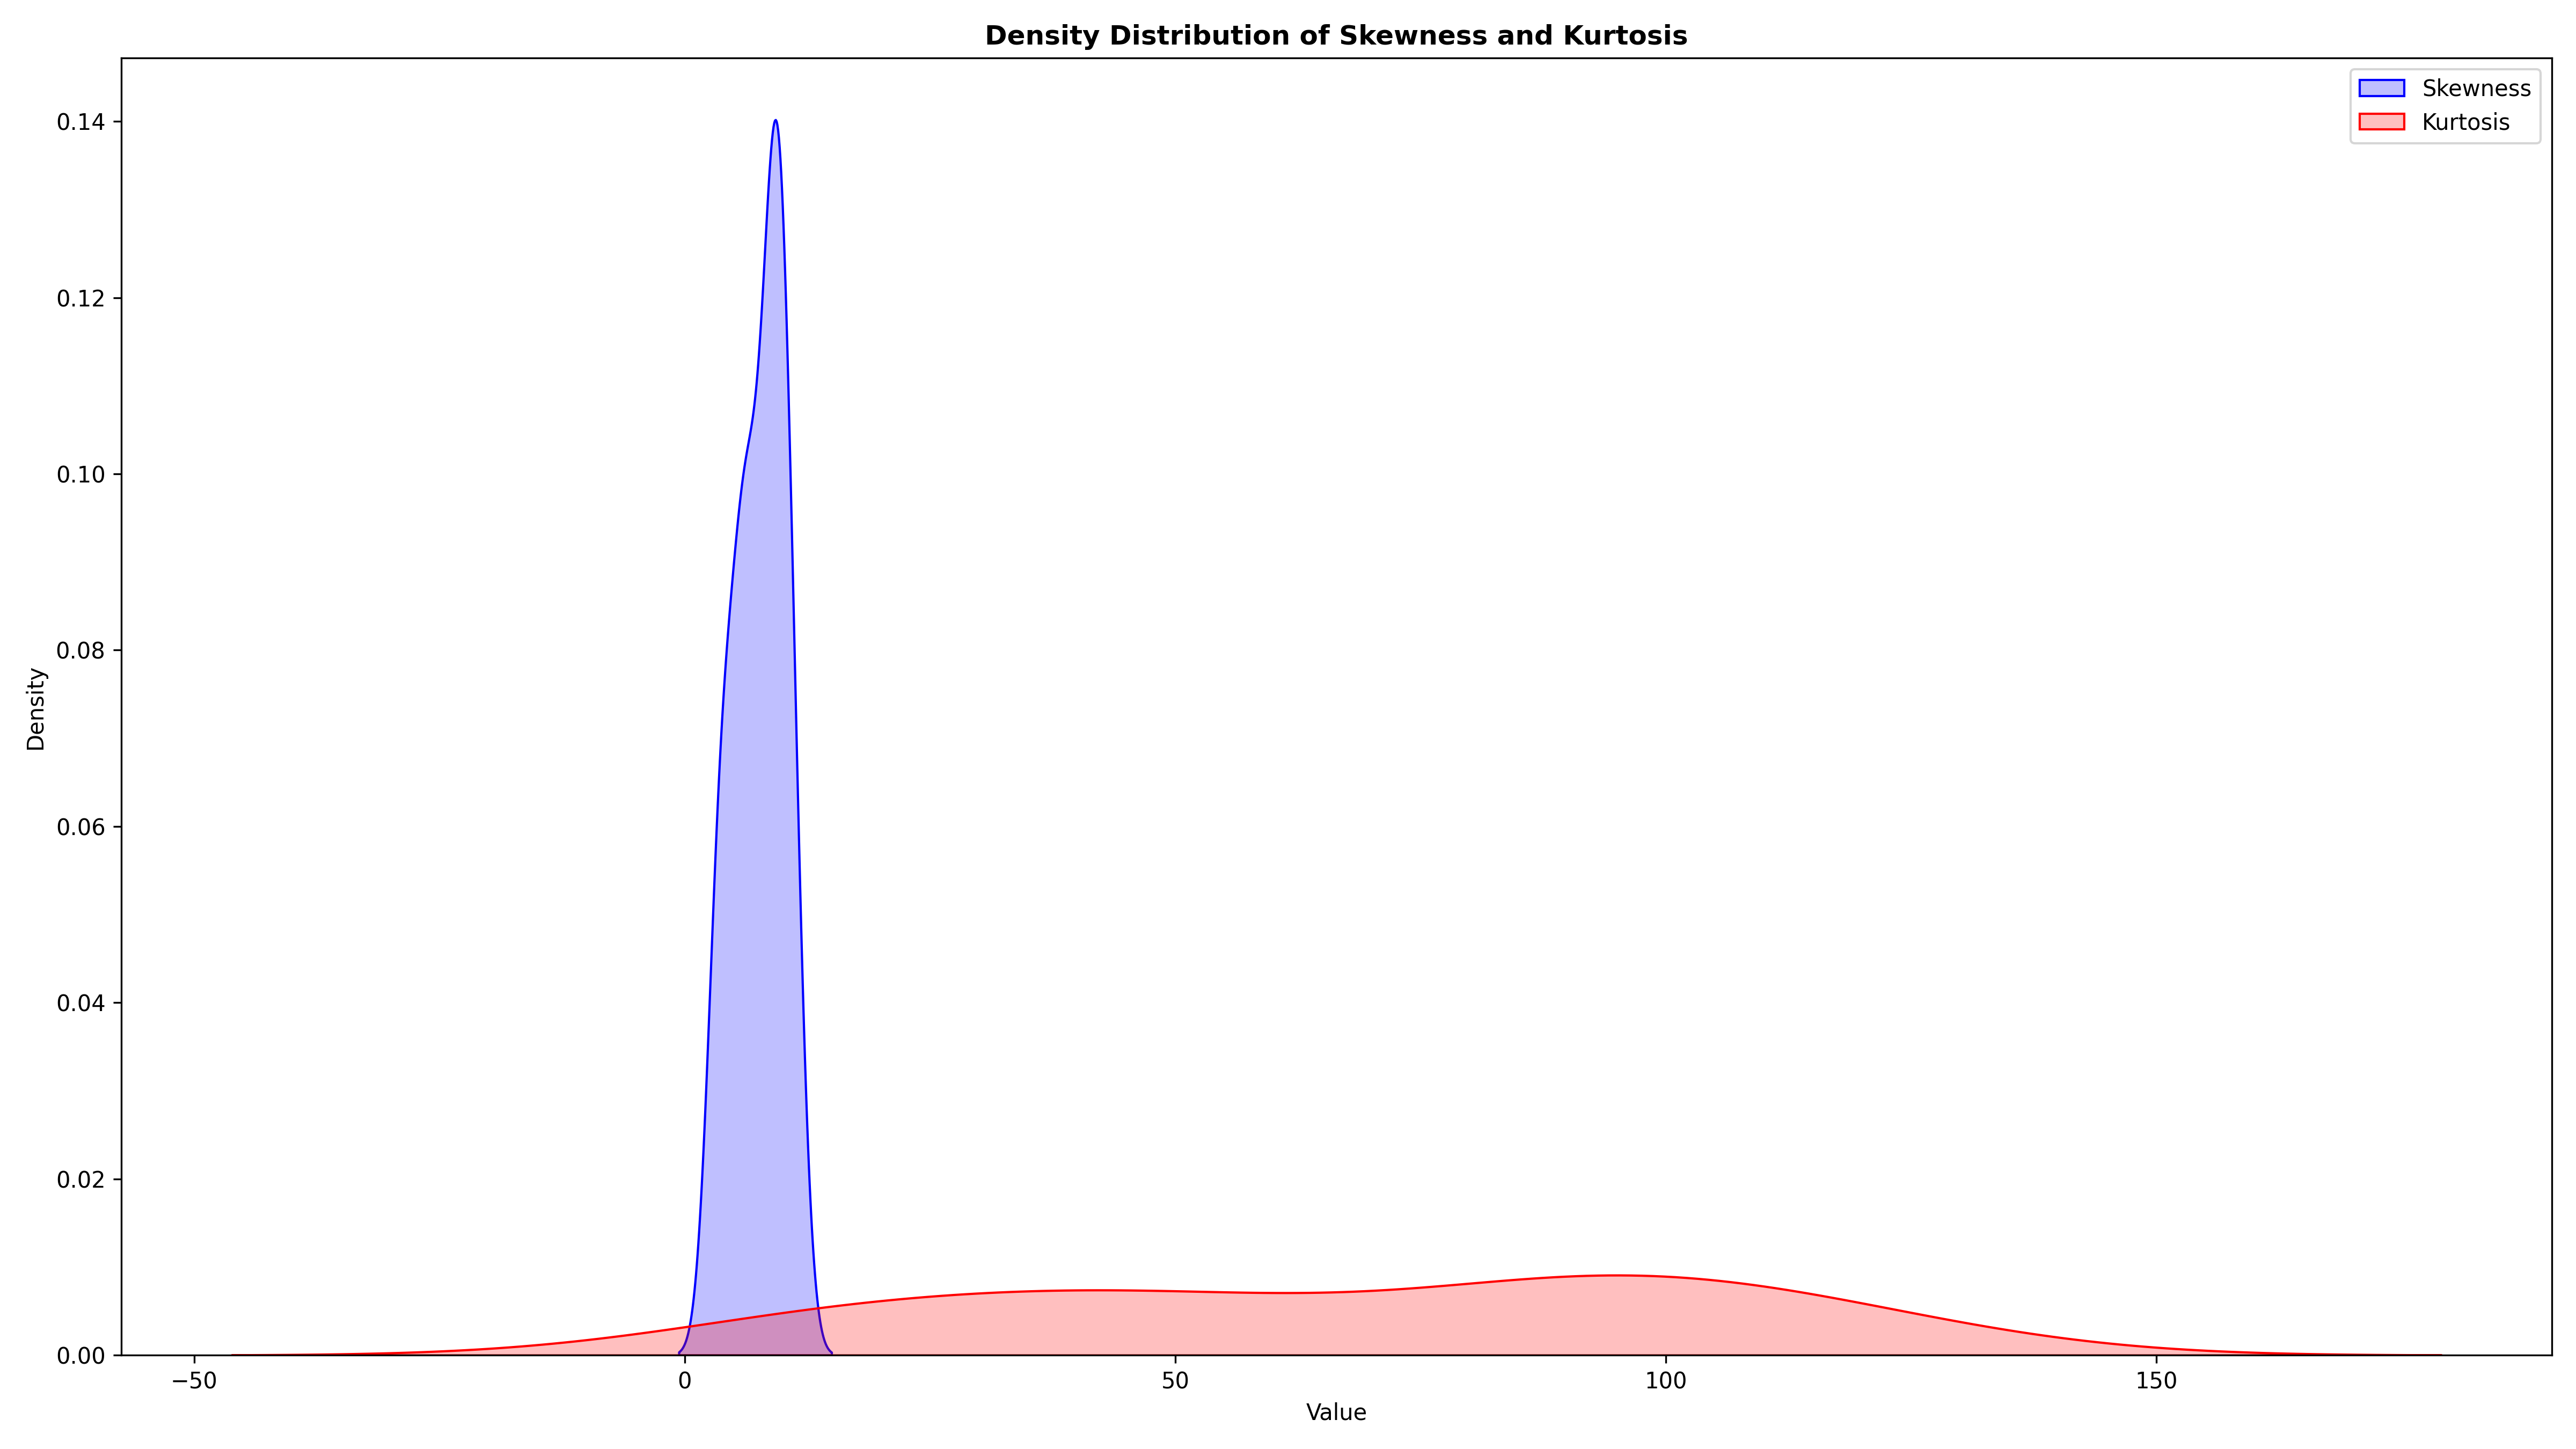 Density Distribution of Skewness and Kurtosis
Skewness
Kurtosis
0.14
0.12
0.10
0.08
0.06
0.04
0.02
0.00
Density
−50
0
50
100
150
Value